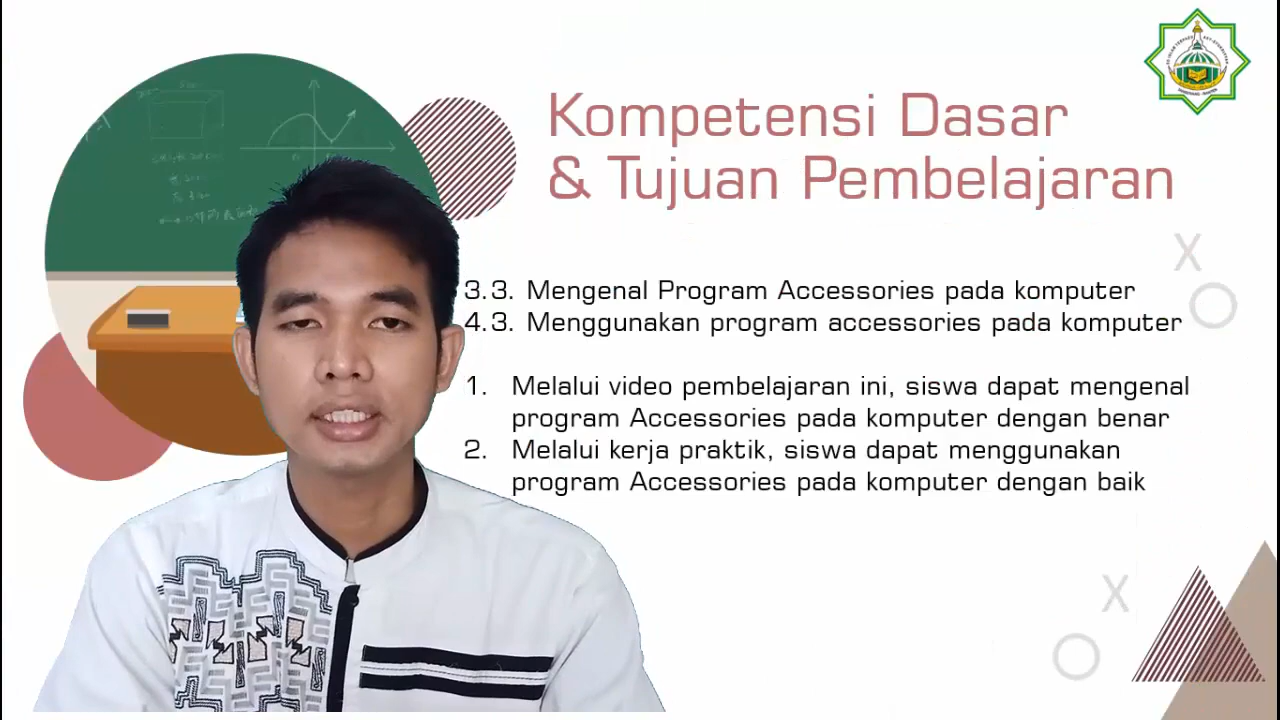 Kompetensi Dasar
& Tujuan Pembelajaran
X
3.3. Mengenal Program Accessories pada komputer
4.3. Menggunakan program accessories pada komputer
1. Melalui video pembelajaran ini, siswa dapat mengenal
program Accessories pada komputer dengan benar
2. Melalui kerja praktik, siswa dapat menggunakan
program Accessories pada komputer dengan baik
X